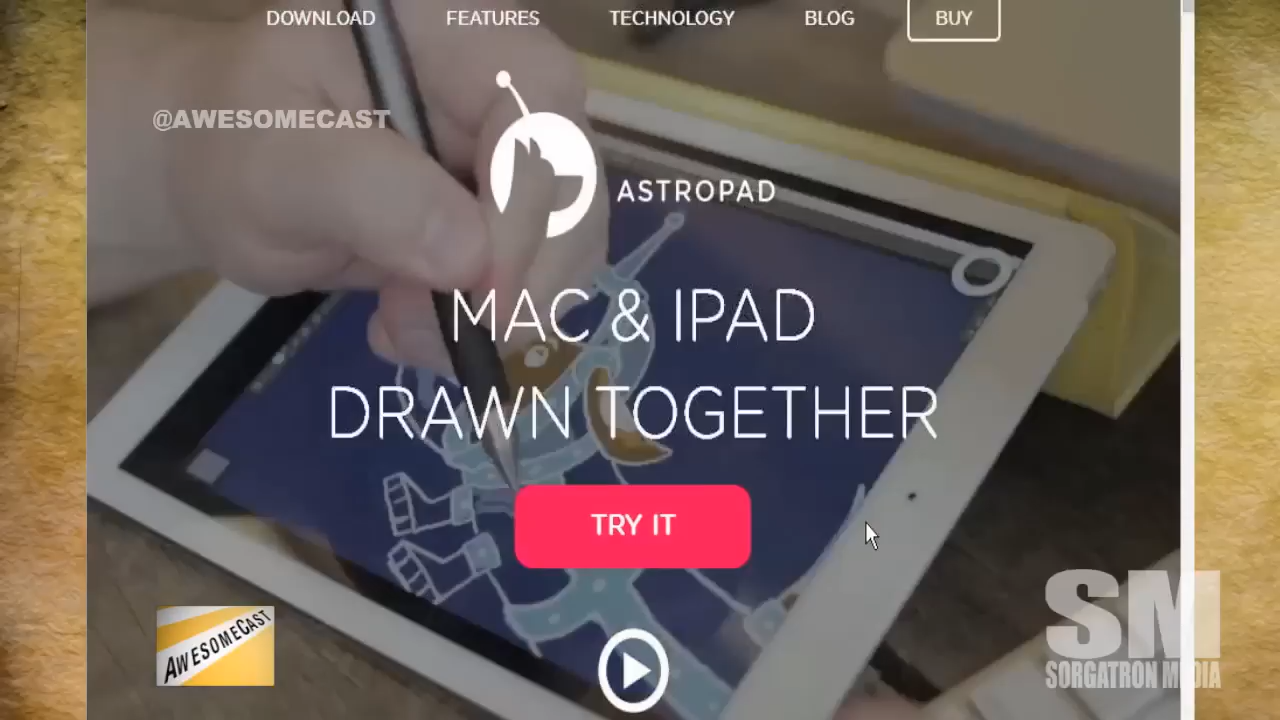 DOWNLOAD FEATURES TECHNOLOGY BLOG BUY
@AWESOMECAST
ASTROPAD
MAC & IPAD
DRAWN TOGETHER
TRY IT
AWESOMECAST
SM
SORGATRON MEDIA